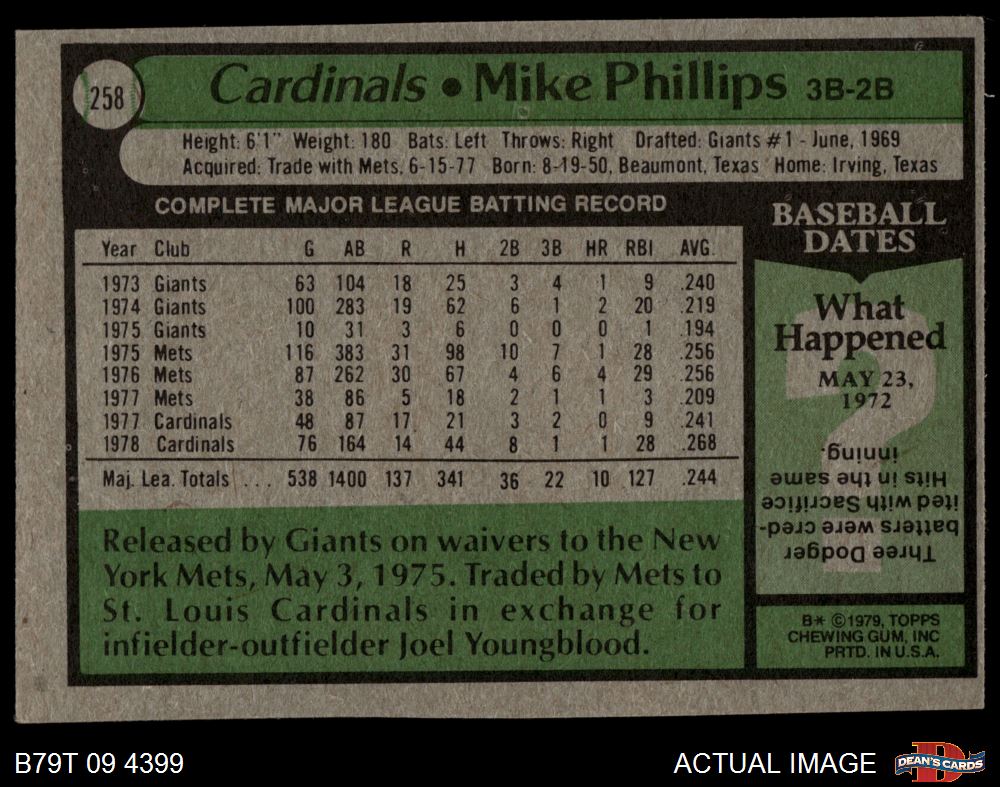 258
Cardinals • Mike Phillips 3B-2B
Height: 6'1" Weight: 180 Bats: Left Throws: Right Drafted: Giants #1 - June, 1969
Acquired: Trade with Mets, 6-15-77 Born: 8-19-50, Beaumont, Texas Home: Irving, Texas
COMPLETE MAJOR LEAGUE BATTING RECORD
Year Club G AB R H 2B 3B HR RBI AVG.
1973 Giants 63 104 18 25 3 4 1 9 .240
1974 Giants 100 283 19 62 6 1 2 20 .219
1975 Giants 10 31 3 6 0 0 0 1 .194
1975 Mets 116 383 31 98 10 7 1 28 .256
1976 Mets 87 262 30 67 4 6 4 29 .256
1977 Mets 38 86 5 18 2 1 1 3 .209
1977 Cardinals 48 87 17 21 3 2 0 9 .241
1978 Cardinals 76 164 14 44 8 1 1 28 .268
Maj. Lea. Totals ... 538 1400 137 341 36 22 10 127 .244
Released by Giants on waivers to the New
York Mets, May 3, 1975. Traded by Mets to
St. Louis Cardinals in exchange for
infielder-outfielder Joel Youngblood.
BASEBALL
DATES
What
Happened
MAY 23,
1972
Three Dodger
batters were cred-
ited with Sacrifice
Hits in the same
inning.
B* ©1979, TOPPS
CHEWING GUM, INC
PRTD. IN U.S.A.
B79T 09 4399
ACTUAL IMAGE
DEAN'S CARDS